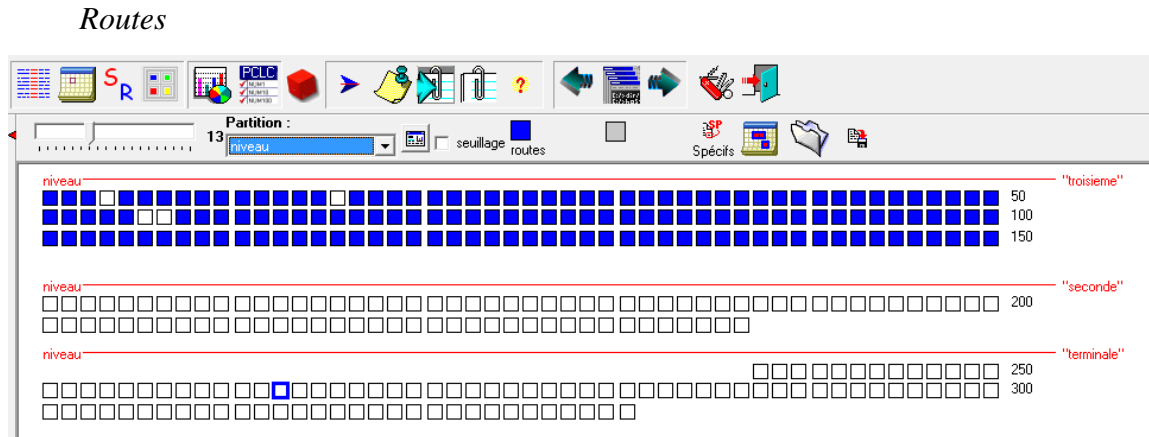 Routes
S
R
PCLC
NUM1
NUM10
NUM100
?
13 Partition :
niveau
seuillage routes
SP
Spécifs
niveau "troisieme"
50
100
150
niveau "seconde"
200
niveau "terminale"
250
300